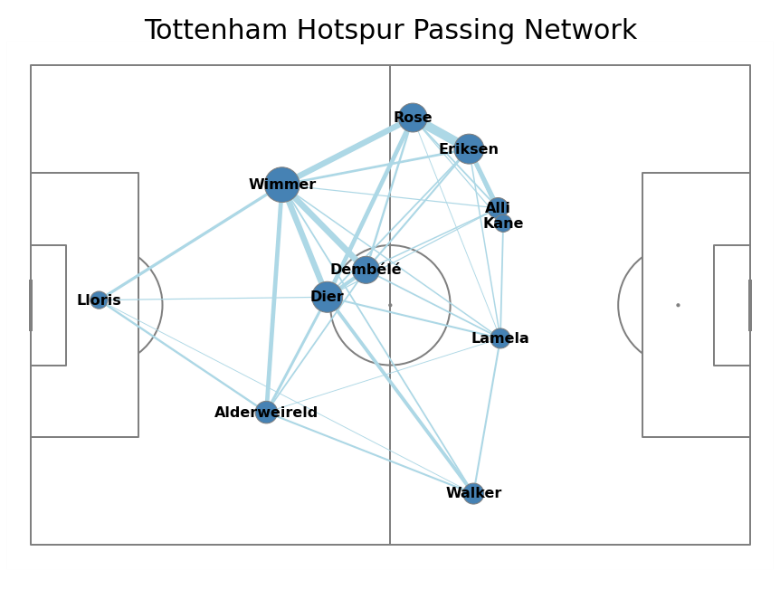 Tottenham Hotspur Passing Network
Rose
Eriksen
Wimmer
Alli
Kane
Dembélé
Dier
Lloris
Lamela
Alderweireld
Walker